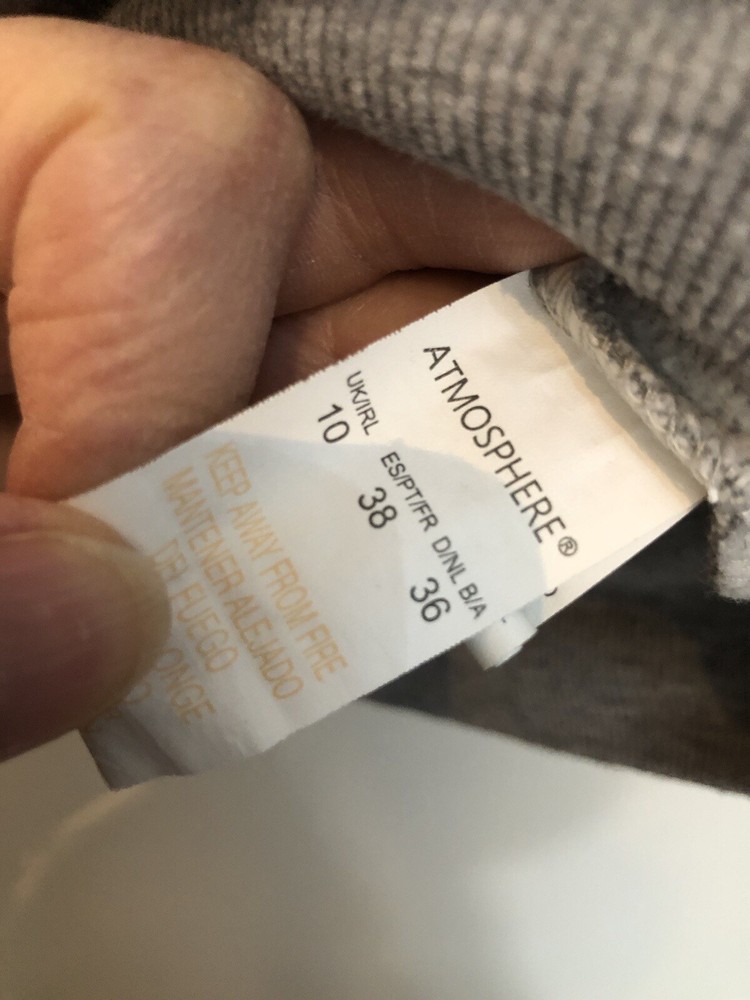 ATMOSPHERE®
UK/IRL ES/PT/FR D/NL B/A
10 38 36
KEEP AWAY FROM FIRE
MANTENER ALEJADO
DEL FUEGO